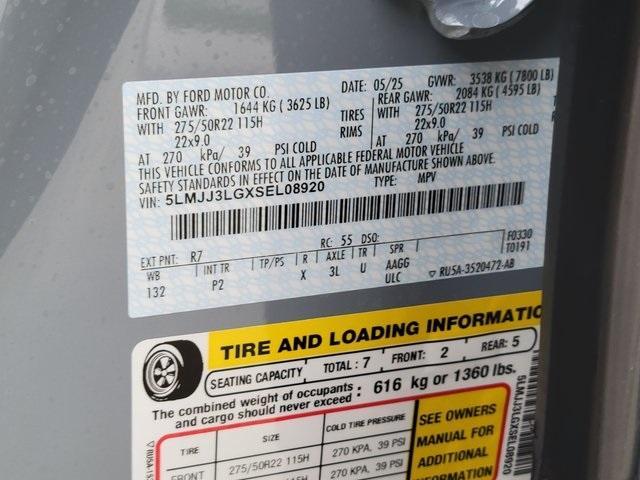 MFD. BY FORD MOTOR CO. DATE: 05/25 GVWR: 3538 KG ( 7800 LB)
FRONT GAWR: 1644 KG ( 3625 LB) REAR GAWR: 2084 KG ( 4595 LB)
WITH 275/50R22 115H TIRES WITH 275/50R22 115H
22x9.0 RIMS 22x9.0
AT 270 kPa/ 39 PSI COLD AT 270 kPa/ 39 PSI COLD
THIS VEHICLE CONFORMS TO ALL APPLICABLE FEDERAL MOTOR VEHICLE
SAFETY STANDARDS IN EFFECT ON THE DATE OF MANUFACTURE SHOWN ABOVE.
VIN: 5LMJJ3LGXSEL08920 TYPE: MPV
EXT PNT: R7 RC: 55 DSO: F0330
WB INT TR TP/PS R AXLE TR SPR T0191
132 P2 X 3L U AAGG
ULC ▽ RU5A-3520472-AB
TIRE AND LOADING INFORMATIO
SEATING CAPACITY TOTAL : 7 FRONT: 2 REAR: 5
The combined weight of occupants
and cargo should never exceed : 616 kg or 1360 lbs.
TIRE SIZE COLD TIRE PRESSURE
FRONT 275/50R22 115H 270 KPA, 39 PSI
275/50R22 115H 270 KPA, 39 PSI
SEE OWNERS
MANUAL FOR
ADDITIONAL
INFORMATION
5LMJJ3LGXSEL08920